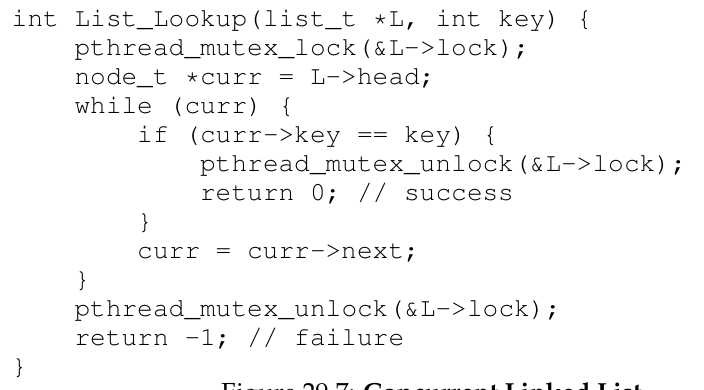 int List_Lookup(list_t *L, int key) {
    pthread_mutex_lock(&L->lock);
    node_t *curr = L->head;
    while (curr) {
        if (curr->key == key) {
            pthread_mutex_unlock(&L->lock);
            return 0; // success
        }
        curr = curr->next;
    }
    pthread_mutex_unlock(&L->lock);
    return -1; // failure
}
Figure 29.7: Concurrent Linked List